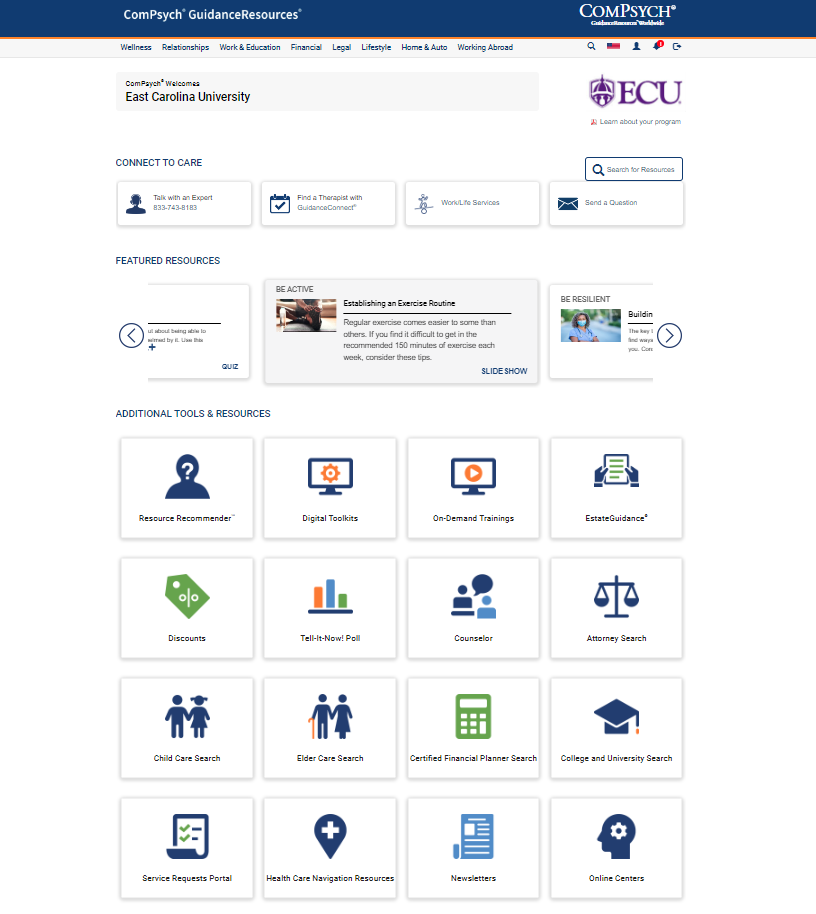 ComPsych® GuidanceResources®
COMPSYCH®
GuidanceResources® Worldwide
Wellness Relationships Work & Education Financial Legal Lifestyle Home & Auto Working Abroad
ComPsych® Welcomes
East Carolina University
ECU
Learn about your program
CONNECT TO CARE
Search for Resources
Talk with an Expert
833-743-8183
Find a Therapist with
GuidanceConnect®
Work/Life Services
Send a Question
FEATURED RESOURCES
ut about being able to
elmed by it. Use this
QUIZ
BE ACTIVE
Establishing an Exercise Routine
Regular exercise comes easier to some than
others. If you find it difficult to get in the
recommended 150 minutes of exercise each
week, consider these tips.
SLIDE SHOW
BE RESILIENT
Buildin
The key t
find ways
you. Con
ADDITIONAL TOOLS & RESOURCES
Resource Recommender™
Digital Toolkits
On-Demand Trainings
EstateGuidance®
Discounts
Tell-It-Now! Poll
Counselor
Attorney Search
Child Care Search
Elder Care Search
Certified Financial Planner Search
College and University Search
Service Requests Portal
Health Care Navigation Resources
Newsletters
Online Centers